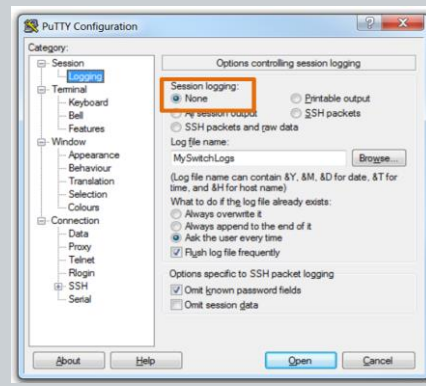 PuTTY Configuration
Category:
Session
Logging
Terminal
Keyboard
Bell
Features
Window
Appearance
Behaviour
Translation
Selection
Colours
Connection
Data
Proxy
Telnet
Rlogin
SSH
Serial
Options controlling session logging
Session logging:
None
Printable output
All session output
SSH packets
SSH packets and raw data
Log file name:
MySwitchLogs
Browse...
(Log file name can contain &Y, &M, &D for date, &T for
time, and &H for host name)
What to do if the log file already exists:
Always overwrite it
Always append to the end of it
Ask the user every time
Flush log file frequently
Options specific to SSH packet logging
Omit known password fields
Omit session data
About
Help
Open
Cancel